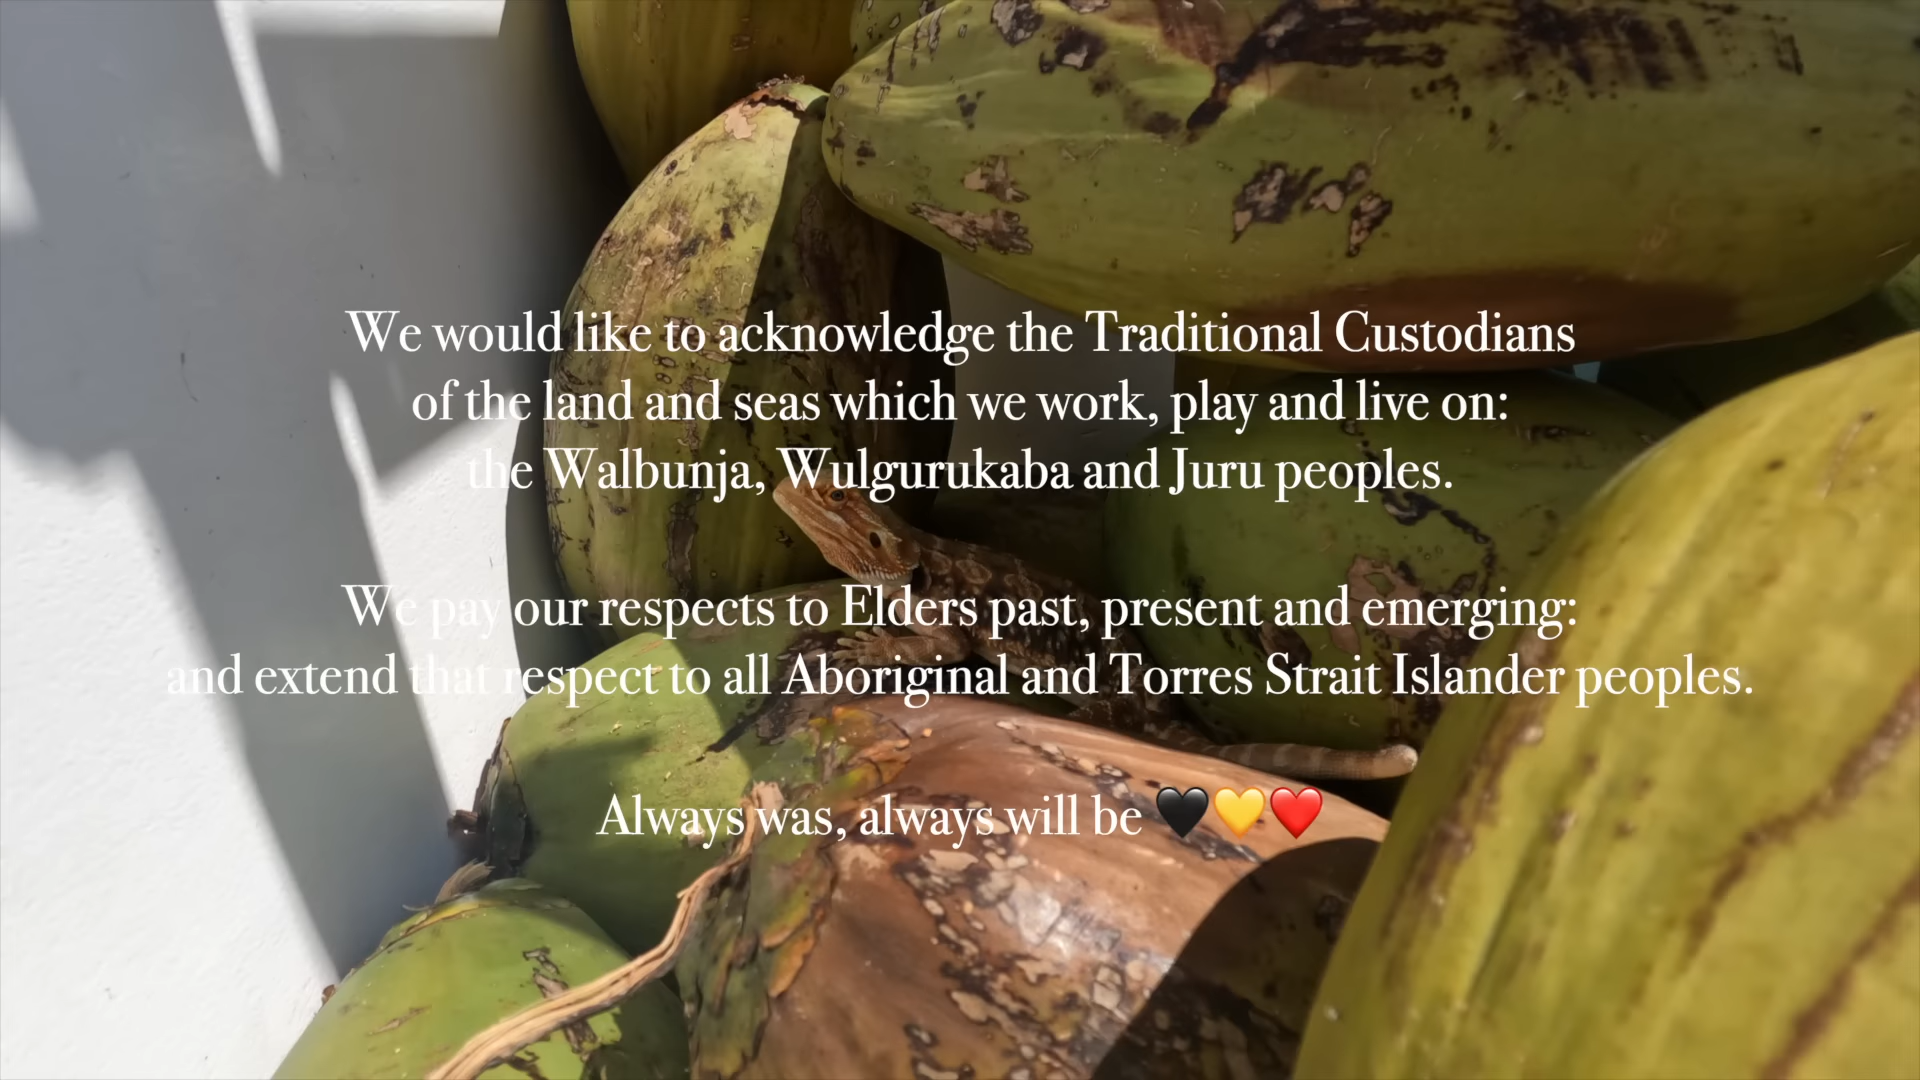 We would like to acknowledge the Traditional Custodians
of the land and seas which we work, play and live on:
the Walbunja, Wulgurukaba and Juru peoples.
We pay our respects to Elders past, present and emerging:
and extend that respect to all Aboriginal and Torres Strait Islander peoples.
Always was, always will be 🖤💛❤️